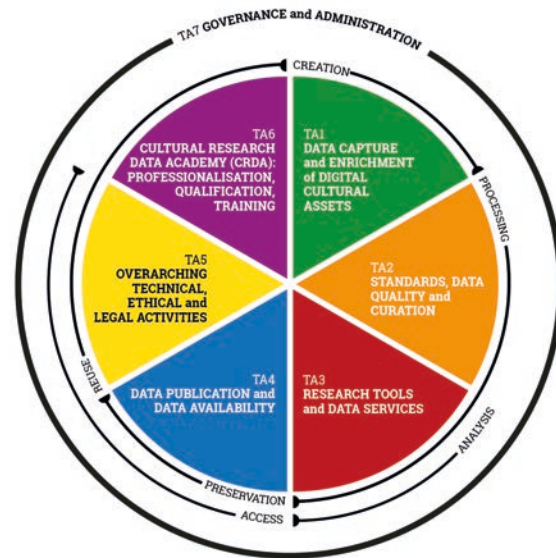 TA7 GOVERNANCE and ADMINISTRATION
CREATION
TA6
CULTURAL RESEARCH
DATA ACADEMY (CRDA):
PROFESSIONALISATION,
QUALIFICATION,
TRAINING
TA1
DATA CAPTURE
and ENRICHMENT
of DIGITAL
CULTURAL
ASSETS
PROCESSING
TA5
OVERARCHING
TECHNICAL,
ETHICAL and
LEGAL ACTIVITIES
TA2
STANDARDS, DATA
QUALITY and
CURATION
REUSE
TA4
DATA PUBLICATION and
DATA AVAILABILITY
TA3
RESEARCH TOOLS
and DATA SERVICES
ANALYSIS
PRESERVATION
ACCESS